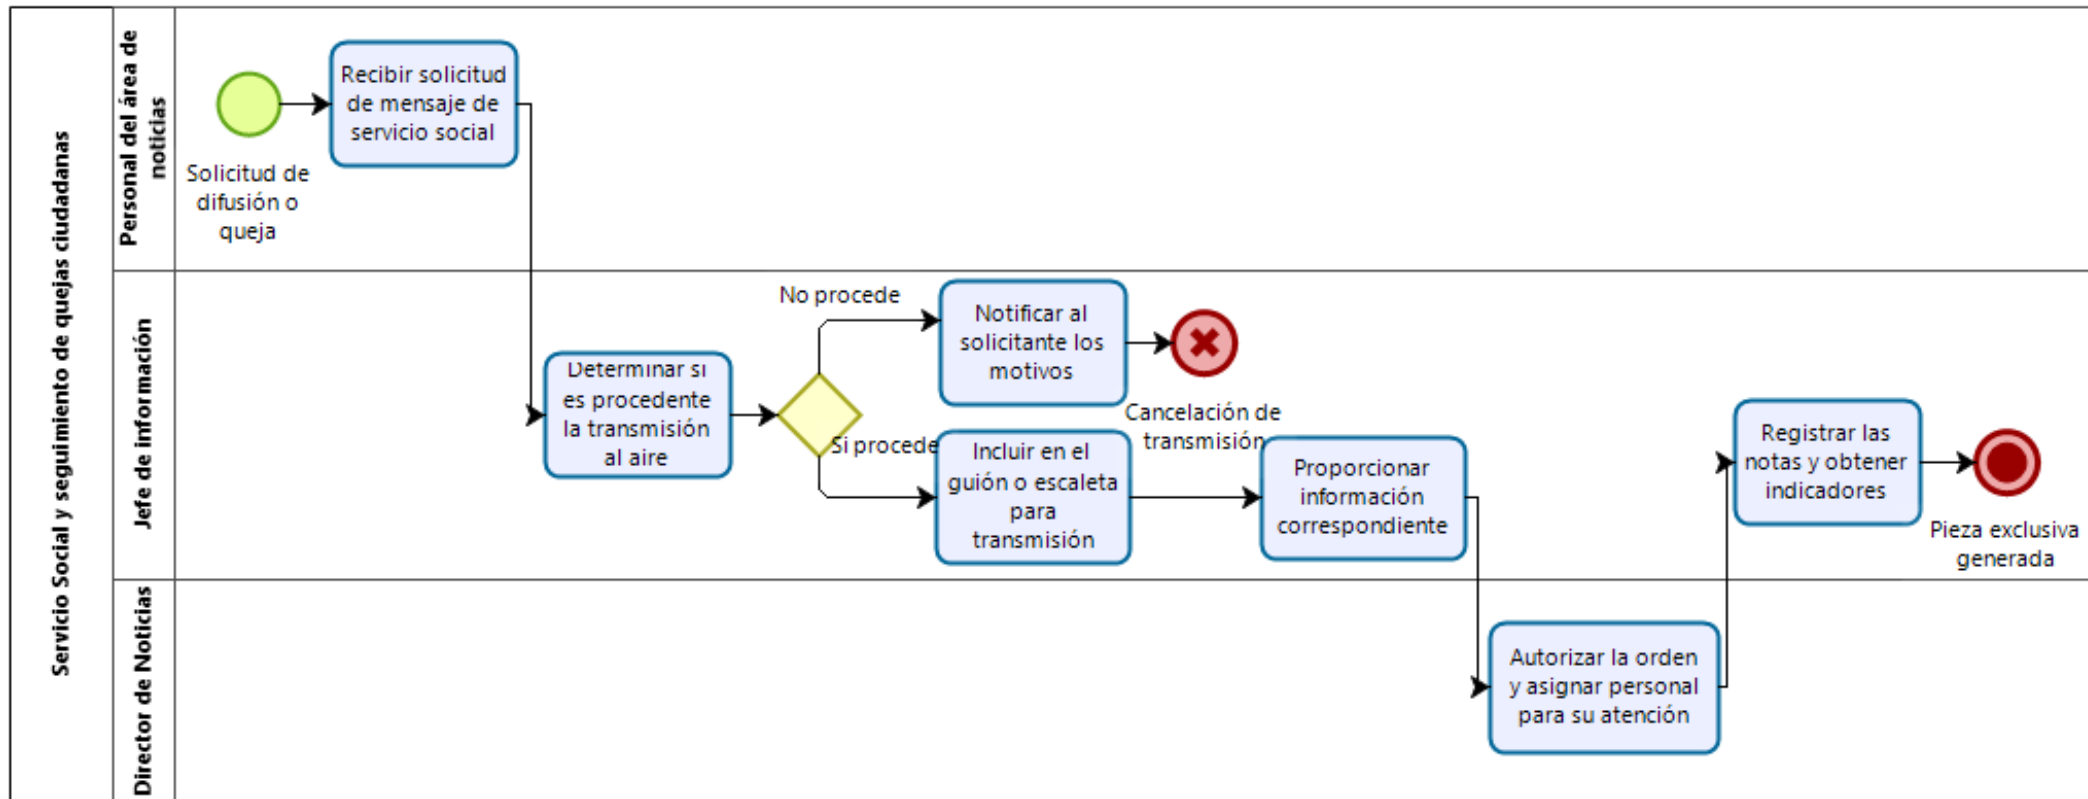 Servicio Social y seguimiento de quejas ciudadanas
Personal del área de
noticias
Solicitud de
difusión o
queja
Recibir solicitud
de mensaje de
servicio social
Jefe de información
Determinar si
es procedente
la transmisión
al aire
No procede
Si procede
Notificar al
solicitante los
motivos
Cancelación de
transmisión
Incluir en el
guión o escaleta
para
transmisión
Proporcionar
información
correspondiente
Registrar las
notas y obtener
indicadores
Pieza exclusiva
generada
Director de Noticias
Autorizar la orden
y asignar personal
para su atención